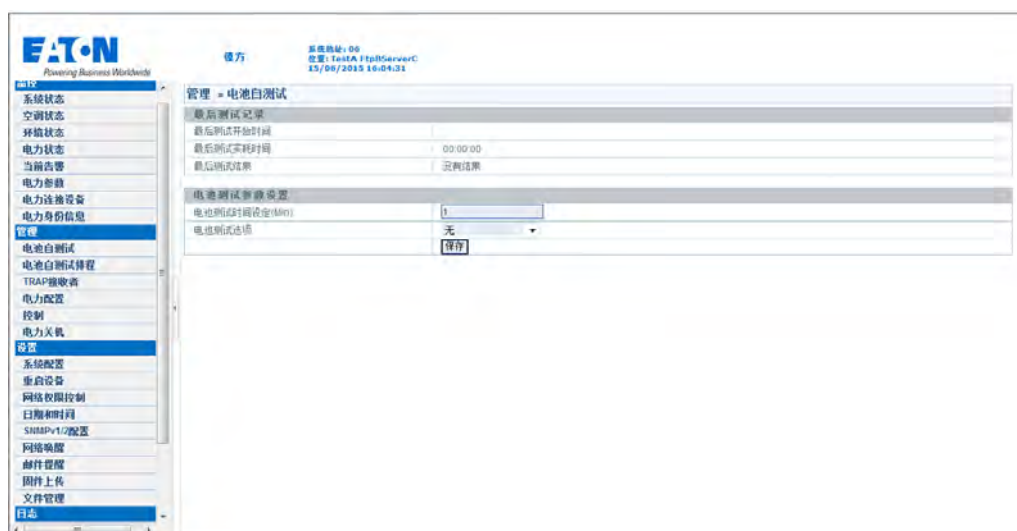 EATON
Powering Business Worldwide
系统地址: 06
位置: TestA FtpBServerC
15/06/2015 16:04:31
监控
系统状态
空调状态
环境状态
电力状态
当前告警
电力参数
电力连接设备
电力身份信息
管理
电池自测试
电池自测试排程
TRAP接收者
电力配置
控制
电力关机
设置
系统配置
重启设备
网络权限控制
日期和时间
SNMPv1/2配置
网络唤醒
邮件提醒
固件上传
文件管理
日志
管理 » 电池自测试
最后测试记录
最后测试开始时间
最后测试实耗时间 00:00:00
最后测试结果 没有结果
电池测试参数设置
电池测试时间设定(Min) 1
电池测试选项 无
保存